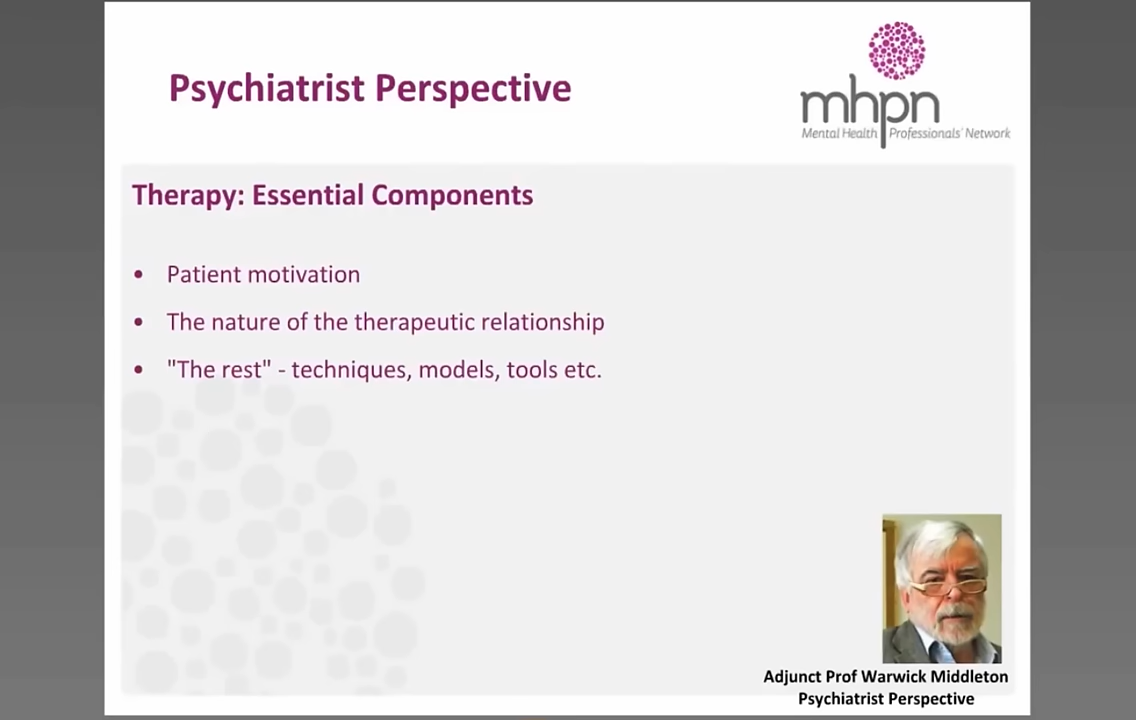 Psychiatrist Perspective
mhpn
Mental Health Professionals' Network
Therapy: Essential Components
• Patient motivation
• The nature of the therapeutic relationship
• "The rest" - techniques, models, tools etc.
Adjunct Prof Warwick Middleton
Psychiatrist Perspective